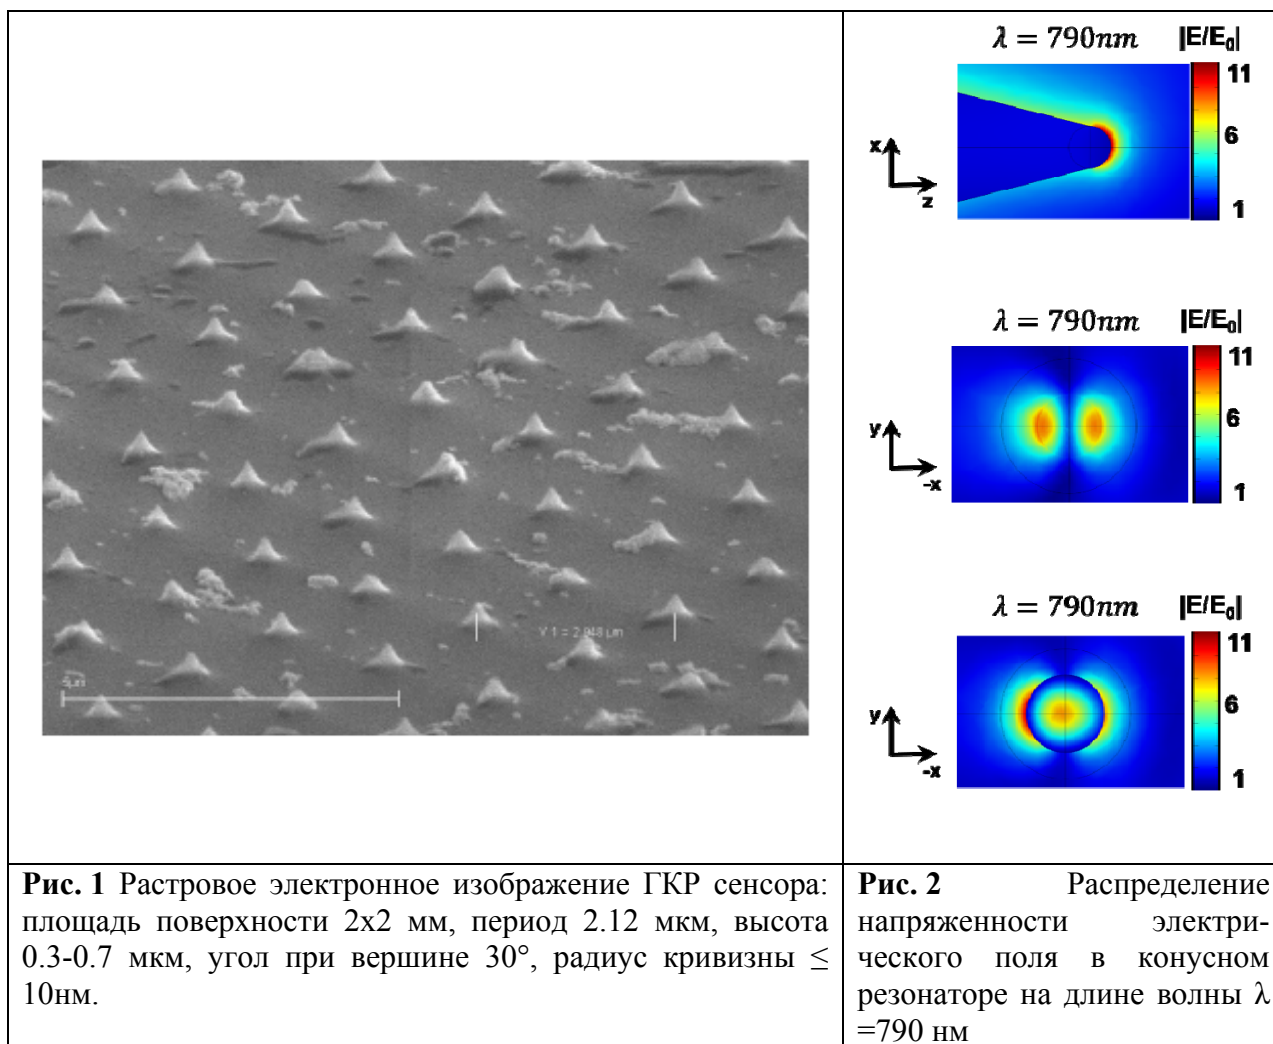 λ = 790nm |E/E₀|
11
6
1
x
z
λ = 790nm |E/E₀|
11
6
1
y
-x
λ = 790nm |E/E₀|
11
6
1
y
-x
5µm
Рис. 1 Растровое электронное изображение ГКР сенсора:
площадь поверхности 2х2 мм, период 2.12 мкм, высота
0.3-0.7 мкм, угол при вершине 30°, радиус кривизны ≤
10нм.
Рис. 2 Распределение
напряженности электри-
ческого поля в конусном
резонаторе на длине волны λ
=790 нм